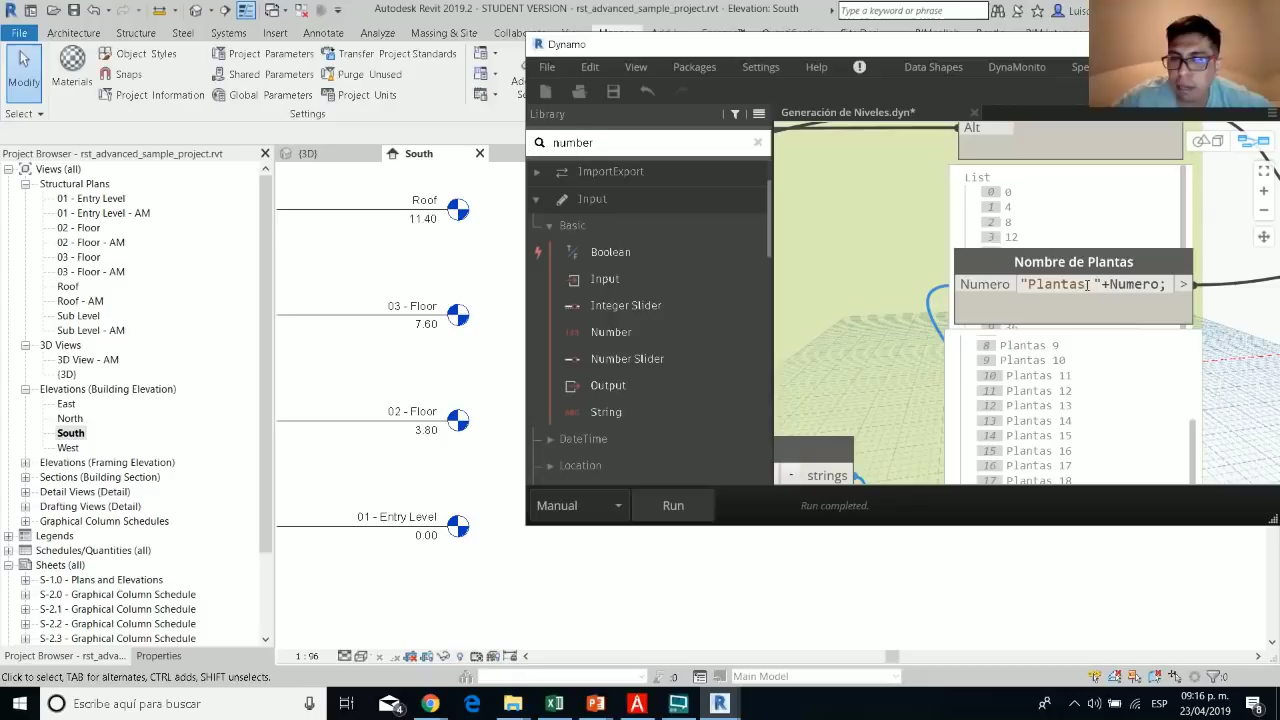 Autodesk Revit 2019.2 - STUDENT VERSION - rst_advanced_sample_project.rvt - Elevation: South
Type a keyword or phrase
File
Modify
Select
Materials
Project Information
Project Parameters
Shared Parameters
Global Parameters
Transfer Project Standards
Purge Unused
Project Units
Settings
Dynamo
File Edit View Packages Settings Help
Data Shapes DynaMonito
Library
Generación de Niveles.dyn*
number
ImportExport
Input
Basic
Boolean
Input
Integer Slider
Number
Number Slider
Output
String
DateTime
Location
Alt
List
0 0
1 4
2 8
3 12
Nombre de Plantas
Numero "Plantas "+Numero; >
8 Plantas 9
9 Plantas 10
10 Plantas 11
11 Plantas 12
12 Plantas 13
13 Plantas 14
14 Plantas 15
15 Plantas 16
16 Plantas 17
17 Plantas 18
- strings
Manual
Run
Run completed.
Project Browser - rst_advanced_sample_project.rvt
Views (all)
Structural Plans
01 - Entry Level
01 - Entry Level - AM
02 - Floor
02 - Floor - AM
03 - Floor
03 - Floor - AM
Roof
Roof - AM
Sub Level
Sub Level - AM
3D Views
3D View - AM
{3D}
Elevations (Building Elevation)
East
North
South
West
Elevations (Framing Elevation)
Sections (Building Section)
Detail Views (Detail)
Drafting Views (Detail)
Graphical Column Schedules
Legends
Schedules/Quantities (all)
Sheets (all)
S-1.0 - Plans and Elevations
S-2.0 - Graphical Column Schedule
S-2.1 - Graphical Column Schedule
S-2.2 - Graphical Column Schedule
S-2.3 - Graphical Column Schedule
Project Browser - rst_adva...
Properties
{3D}
South
Roof
11.40
03 - Floor
7.60
02 - Floor
3.80
01 - Entry Level
0.00
1 : 96
Click to select, TAB for alternates, CTRL adds, SHIFT unselects.
:0
Main Model
:0
Escribe aquí para buscar
4
ESP
09:16 p. m.
23/04/2019
8